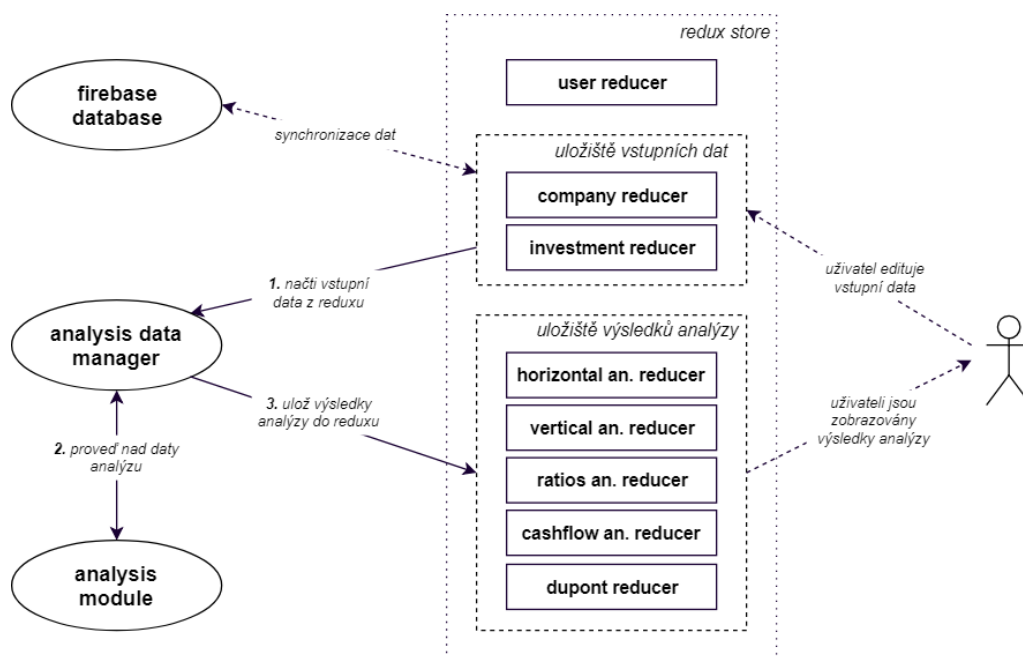 redux store
user reducer
firebase
database
synchronizace dat
uložiště vstupních dat
company reducer
investment reducer
uživatel edituje
vstupní data
1. načti vstupní
data z reduxu
analysis data
manager
uložiště výsledků analýzy
horizontal an. reducer
vertical an. reducer
ratios an. reducer
cashflow an. reducer
dupont reducer
3. ulož výsledky
analýzy do reduxu
uživateli jsou
zobrazovány
výsledky analýzy
2. proveď nad daty
analýzu
analysis
module